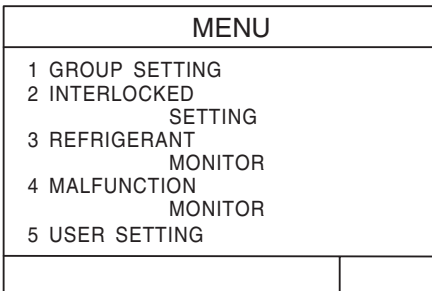 MENU
1 GROUP SETTING
2 INTERLOCKED
SETTING
3 REFRIGERANT
MONITOR
4 MALFUNCTION
MONITOR
5 USER SETTING